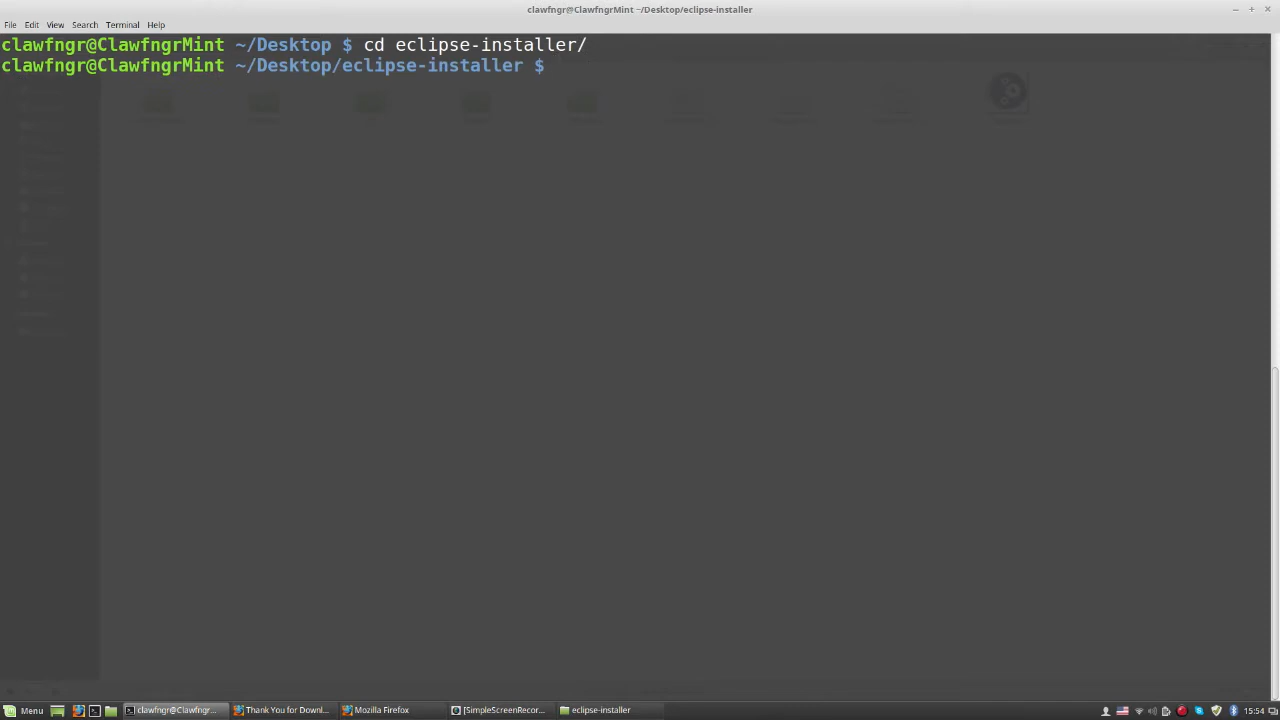 clawfngr@ClawfngrMint ~/Desktop/eclipse-installer
File Edit View Search Terminal Help
clawfngr@ClawfngrMint ~/Desktop $ cd eclipse-installer/
clawfngr@ClawfngrMint ~/Desktop/eclipse-installer $
Menu clawfngr@Clawfngr... Thank You for Downl... Mozilla Firefox [SimpleScreenRecor... eclipse-installer 15:54